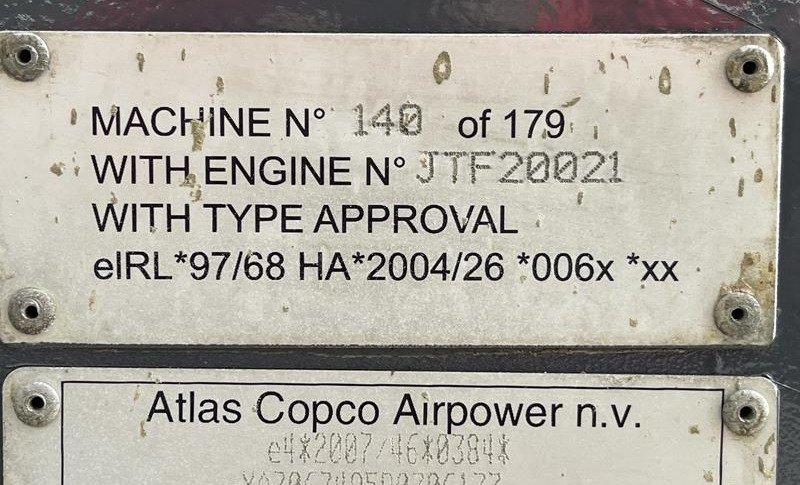 MACHINE N° 140 of 179
WITH ENGINE N° JTF20021
WITH TYPE APPROVAL
eIRL*97/68 HA*2004/26 *006x *xx
Atlas Copco Airpower n.v.
e4*2007/46*0384*